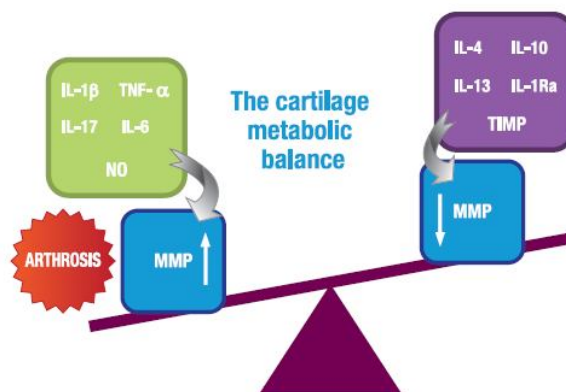 IL-1β TNF-α
IL-17 IL-6
NO
The cartilage
metabolic
balance
IL-4 IL-10
IL-13 IL-1Ra
TIMP
ARTHROSIS
MMP
MMP